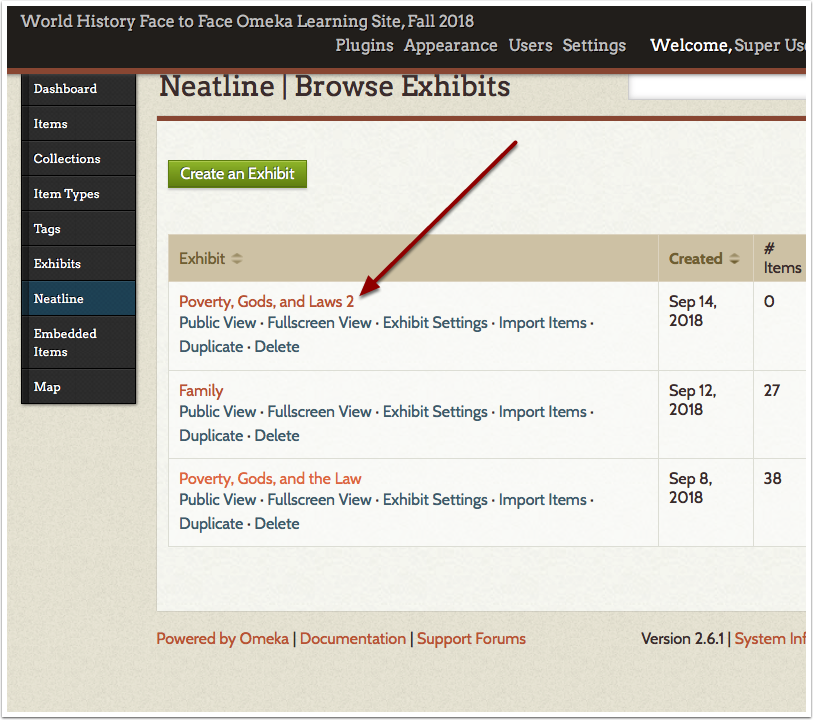 World History Face to Face Omeka Learning Site, Fall 2018
Plugins Appearance Users Settings Welcome, Super
Dashboard
Items
Collections
Item Types
Tags
Exhibits
Neatline
Embedded
Items
Map
Neatline | Browse Exhibits
Create an Exhibit
Exhibit Created #
Items
Poverty, Gods, and Laws 2 Sep 14,
2018 0
Public View · Fullscreen View · Exhibit Settings · Import Items ·
Duplicate · Delete
Family Sep 12,
2018 27
Public View · Fullscreen View · Exhibit Settings · Import Items ·
Duplicate · Delete
Poverty, Gods, and the Law Sep 8,
2018 38
Public View · Fullscreen View · Exhibit Settings · Import Items ·
Duplicate · Delete
Powered by Omeka | Documentation | Support Forums Version 2.6.1 | System